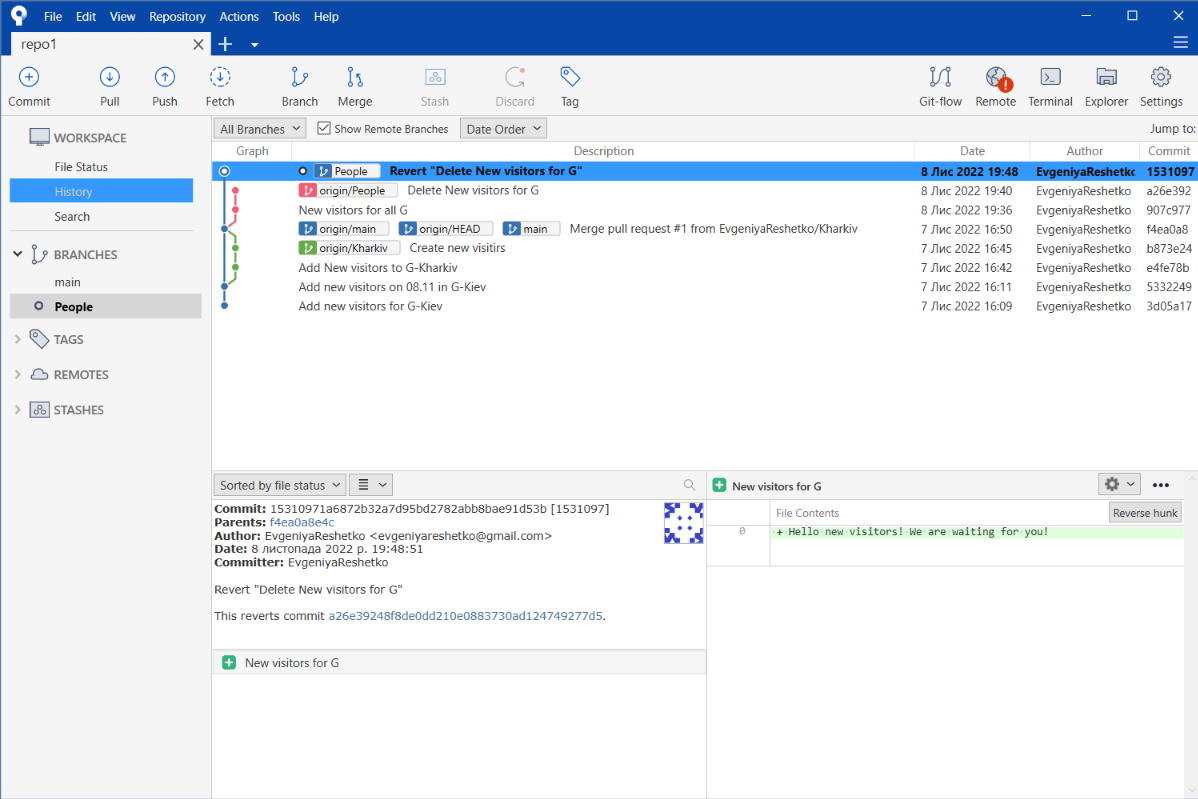 File Edit View Repository Actions Tools Help
repo1
Commit Pull Push Fetch Branch Merge Stash Discard Tag Git-flow Remote Terminal Explorer Settings
WORKSPACE
File Status
History
Search
BRANCHES
main
People
TAGS
REMOTES
STASHES
All Branches Show Remote Branches Date Order Jump to:
Graph Description Date Author Commit
People Revert "Delete New visitors for G" 8 Лис 2022 19:48 EvgeniyaReshetko 1531097
origin/People Delete New visitors for G 8 Лис 2022 19:40 EvgeniyaReshetko a26e392
New visitors for all G 8 Лис 2022 19:36 EvgeniyaReshetko 907c977
origin/main origin/HEAD main Merge pull request #1 from EvgeniyaReshetko/Kharkiv 7 Лис 2022 16:50 EvgeniyaReshetko f4ea0a8
origin/Kharkiv Create new visitirs 7 Лис 2022 16:45 EvgeniyaReshetko b873e24
Add New visitors to G-Kharkiv 7 Лис 2022 16:42 EvgeniyaReshetko e4fe78b
Add new visitors on 08.11 in G-Kiev 7 Лис 2022 16:11 EvgeniyaReshetko 5332249
Add new visitors for G-Kiev 7 Лис 2022 16:09 EvgeniyaReshetko 3d05a17
Sorted by file status
Commit: 15310971a6872b32a7d95bd2782abb8bae91d53b [1531097]
Parents: f4ea0a8e4c
Author: EvgeniyaReshetko <evgeniyareshetko@gmail.com>
Date: 8 листопада 2022 р. 19:48:51
Committer: EvgeniyaReshetko
Revert "Delete New visitors for G"
This reverts commit a26e39248f8de0dd210e0883730ad124749277d5.
New visitors for G
New visitors for G
File Contents Reverse hunk
0 + Hello new visitors! We are waiting for you!